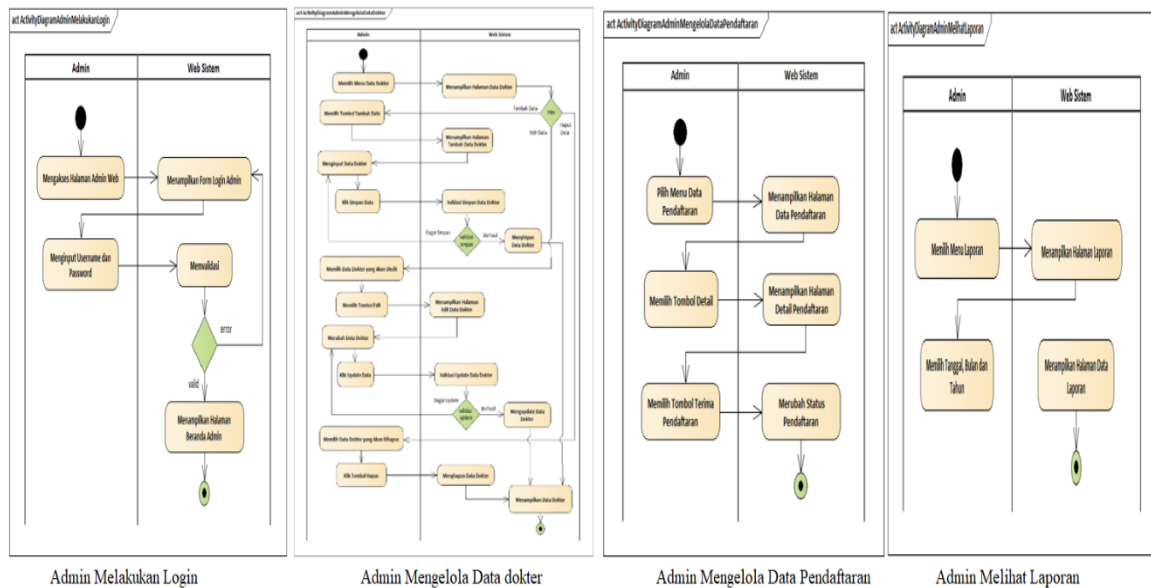 act ActivityDiagramAdminMelakukanLogin
Admin
Web Sistem
Mengakses Halaman Admin Web
Menampilkan Form Login Admin
Menginput Username dan
Password
Memvalidasi
error
valid
Menampilkan Halaman
Beranda Admin
Admin Melakukan Login
act ActivityDiagramAdminMengelolaDataDokter
Admin
Web Sistem
Memilih Menu Data Dokter
Menampilkan Halaman Data Dokter
Tambah Data
Edit Data
Hapus
Data
Memilih Tombol Tambah Data
Menampilkan Halaman
Tambah Data Dokter
Menginput Data Dokter
Klik Simpan Data
Validasi Simpan Data Dokter
Gagal Simpan
validasi
simpan
Berhasil
Menyimpan
Data Dokter
Memilih Data Dokter yang Akan Diedit
Memilih Tombol Edit
Menampilkan Halaman
Edit Data Dokter
Merubah Data Dokter
Klik Update Data
Validasi Update Data Dokter
Gagal Update
validasi
update
Berhasil
Mengupdate Data
Dokter
Memilih Data Dokter yang Akan Dihapus
Klik Tombol Hapus
Menghapus Data Dokter
Menampilkan Data Dokter
Admin Mengelola Data dokter
act ActivityDiagramAdminMengelolaDataPendaftaran
Admin
Web Sistem
Pilih Menu Data
Pendaftaran
Menampilkan Halaman
Data Pendaftaran
Memilih Tombol Detail
Menampilkan Halaman
Detail Pendaftaran
Memilih Tombol Terima
Pendaftaran
Merubah Status
Pendaftaran
Admin Mengelola Data Pendaftaran
act ActivityDiagramAdminMelihatLaporan
Admin
Web Sistem
Memilh Menu Laporan
Menampilkan Halaman Laporan
Memilih Tanggal, Bulan dan
Tahun
Menampilkan Halaman Data
Laporan
Admin Melihat Laporan